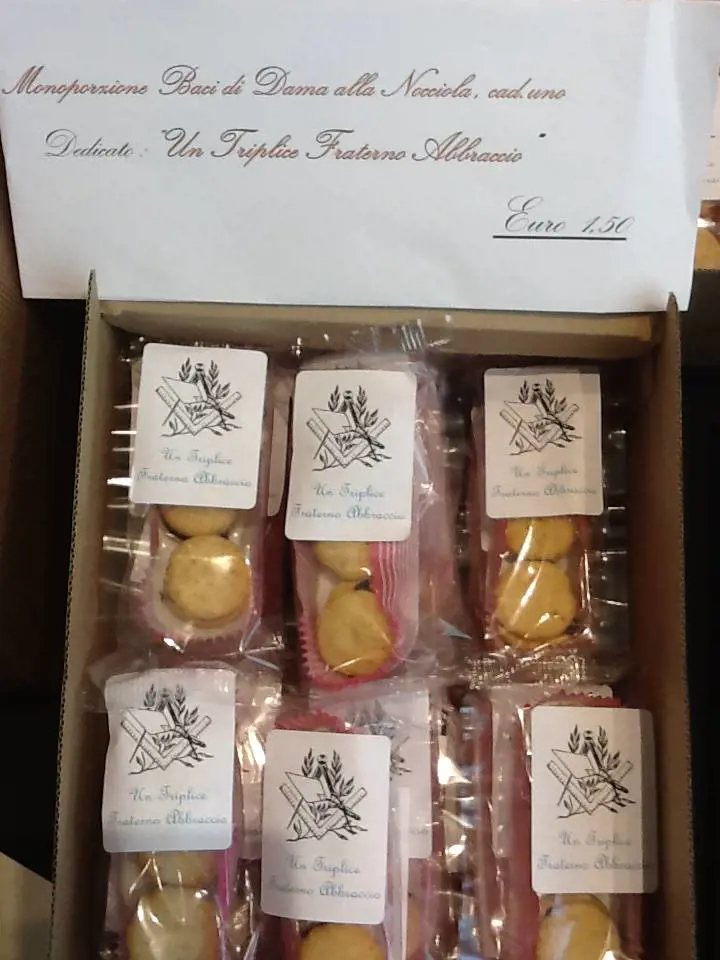 Monoporzione Baci di Dama alla Nocciola, cad.uno
Dedicato: "Un Triplice Fraterno Abbraccio"
Euro 1,50
Un Triplice
Fraterno Abbraccio
Un Triplice
Fraterno Abbraccio
Un Triplice
Fraterno Abbraccio
Un Triplice
Fraterno Abbraccio
Un Triplice
Fraterno Abbraccio
Un Triplice
Fraterno Abbraccio